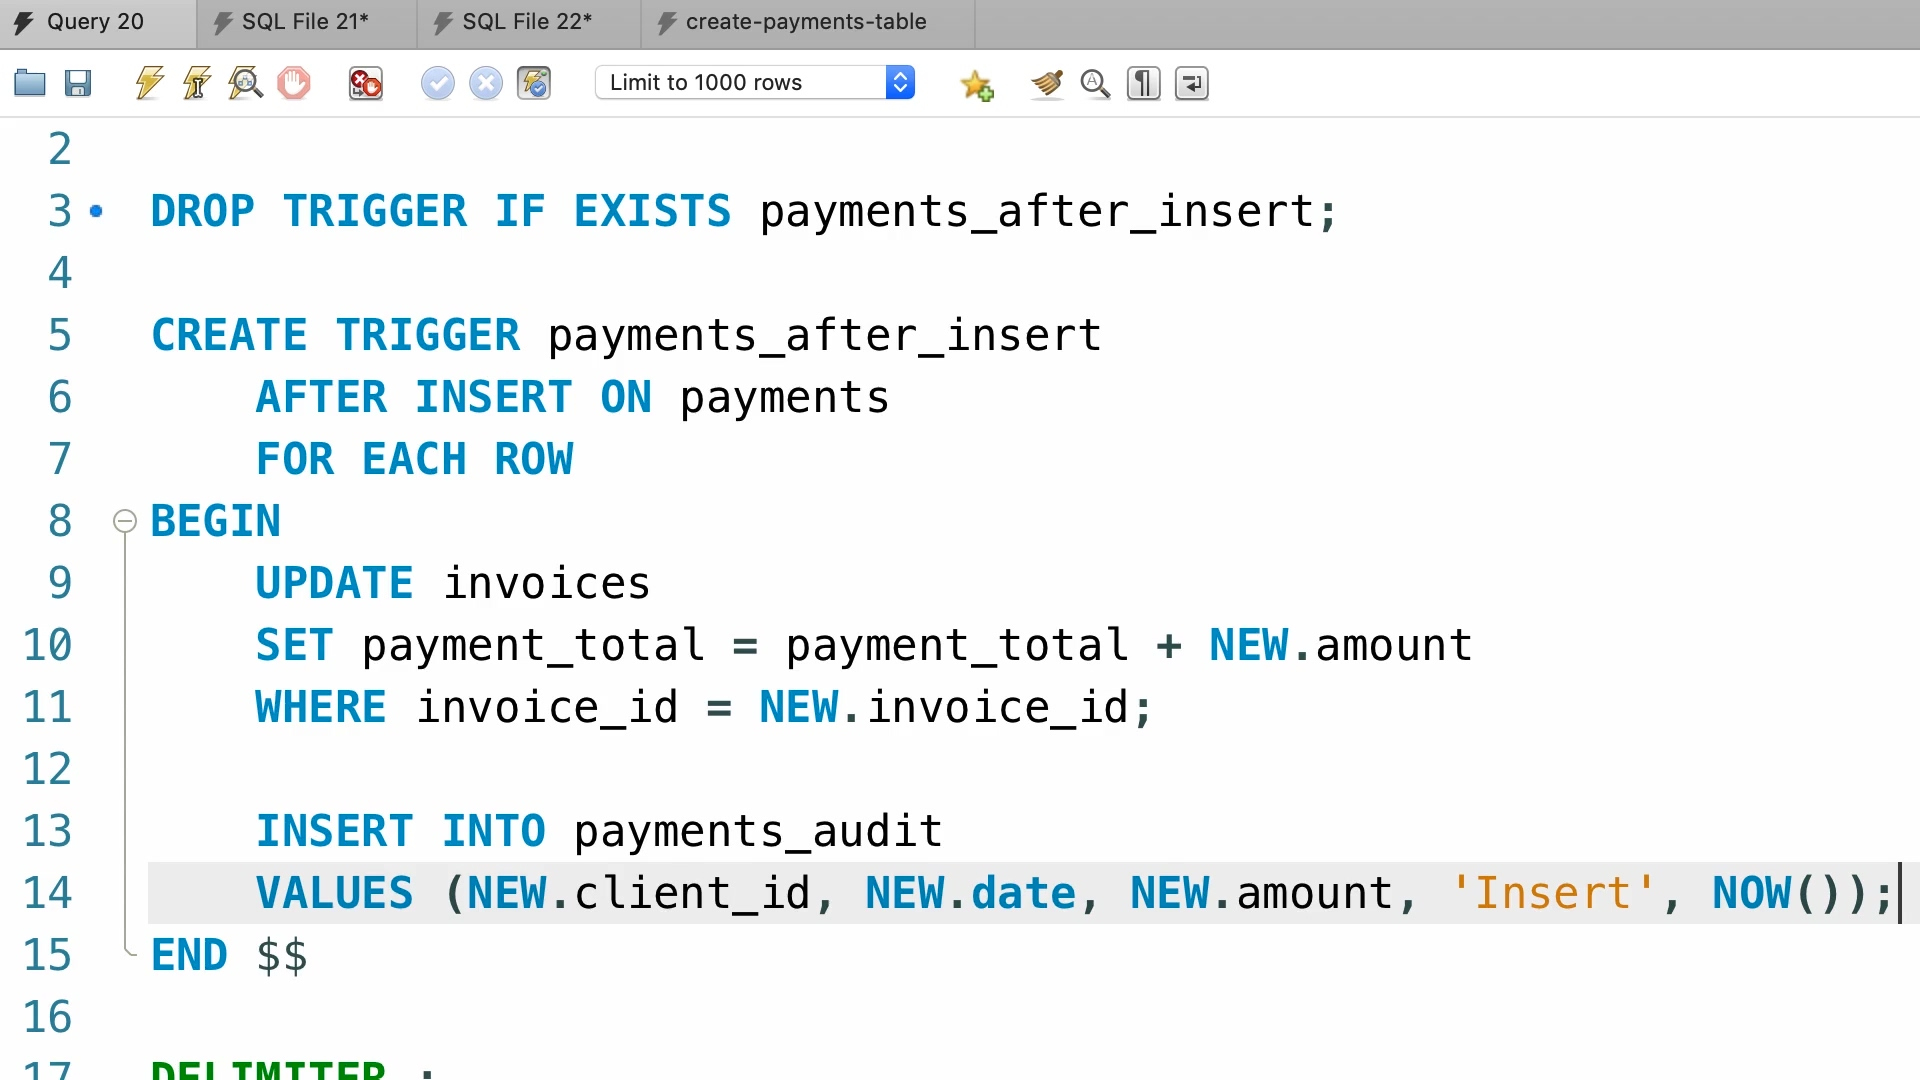 Query 20
SQL File 21*
SQL File 22*
create-payments-table
Limit to 1000 rows
2
3 DROP TRIGGER IF EXISTS payments_after_insert;
4
5 CREATE TRIGGER payments_after_insert
6 AFTER INSERT ON payments
7 FOR EACH ROW
8 BEGIN
9 UPDATE invoices
10 SET payment_total = payment_total + NEW.amount
11 WHERE invoice_id = NEW.invoice_id;
12
13 INSERT INTO payments_audit
14 VALUES (NEW.client_id, NEW.date, NEW.amount, 'Insert', NOW());
15 END $$
16
17 DELIMITER ;